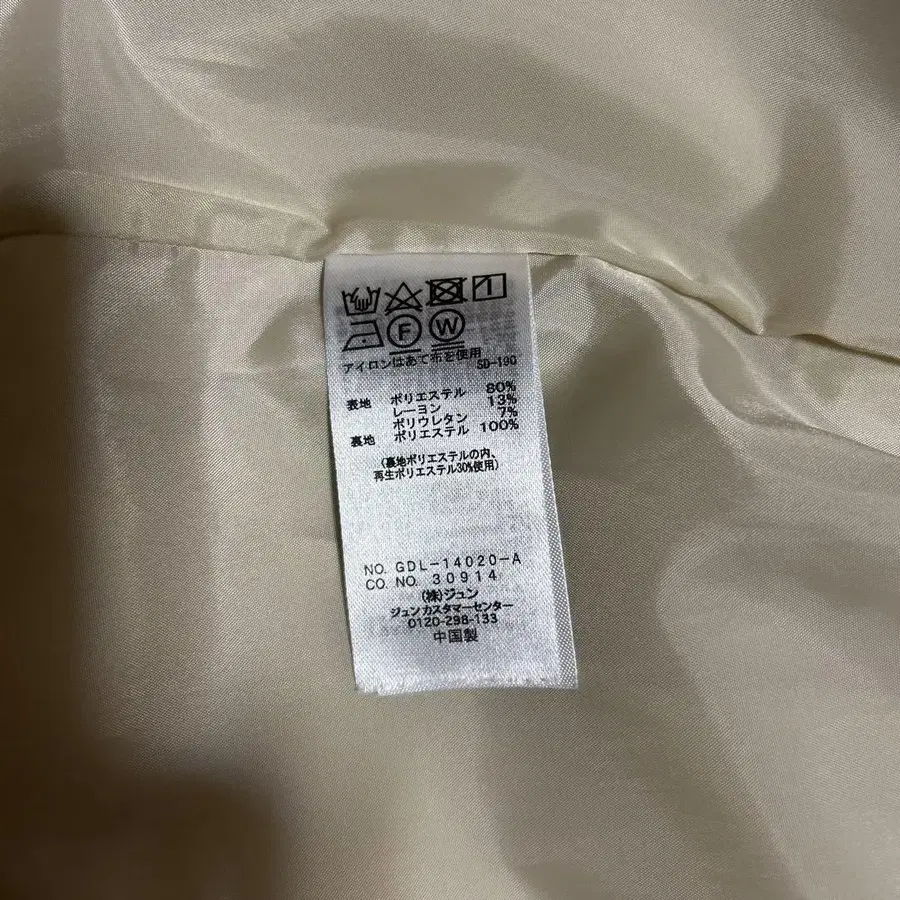 F W
アイロンはあて布を使用
SD-190
表地 ポリエステル 80%
レーヨン 13%
ポリウレタン 7%
裏地 ポリエステル 100%
(裏地ポリエステルの内、
再生ポリエステル30%使用)
NO. GDL-14020-A
CO. NO. 30914
(株)ジュン
ジュンカスタマーセンター
0120-298-133
中国製